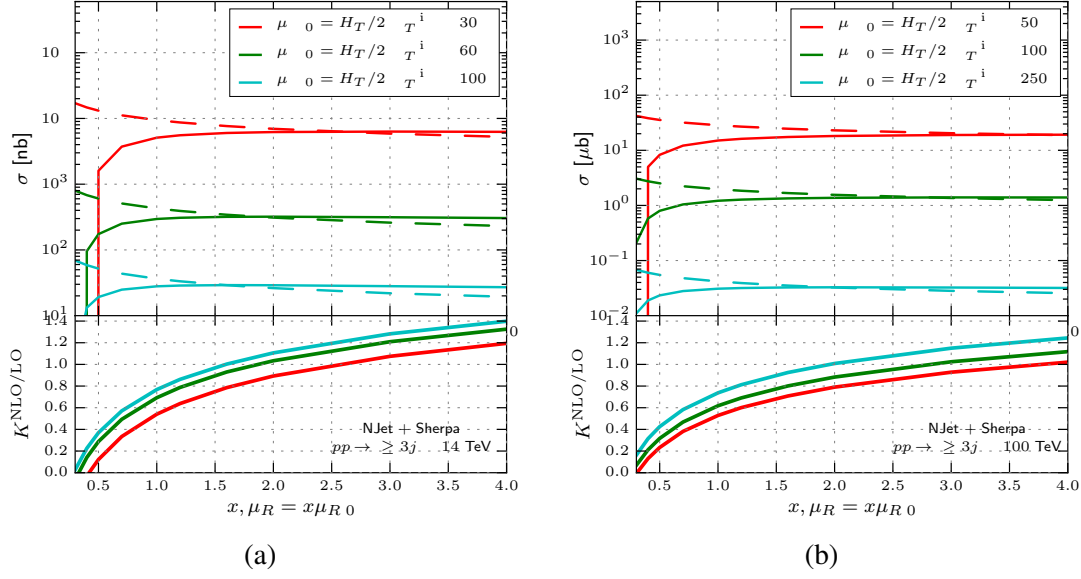 μ 0 = H_T/2 T i 30
μ 0 = H_T/2 T i 60
μ 0 = H_T/2 T i 100
10
10
10^3
10^2
10^1
σ [nb]
1.4
1.2
1.0
0.8
0.6
0.4
0.2
0.0
K^NLO/LO
0
NJet + Sherpa
pp → ≥ 3j 14 TeV
0.5 1.0 1.5 2.0 2.5 3.0 3.5 4.0
x, μ_R = xμ_R 0
(a)
μ 0 = H_T/2 T i 50
μ 0 = H_T/2 T i 100
μ 0 = H_T/2 T i 250
10^3
10^2
10^1
10^0
10^−1
10^−2
σ [μb]
1.4
1.2
1.0
0.8
0.6
0.4
0.2
0.0
K^NLO/LO
0
NJet + Sherpa
pp → ≥ 3j 100 TeV
0.5 1.0 1.5 2.0 2.5 3.0 3.5 4.0
x, μ_R = xμ_R 0
(b)